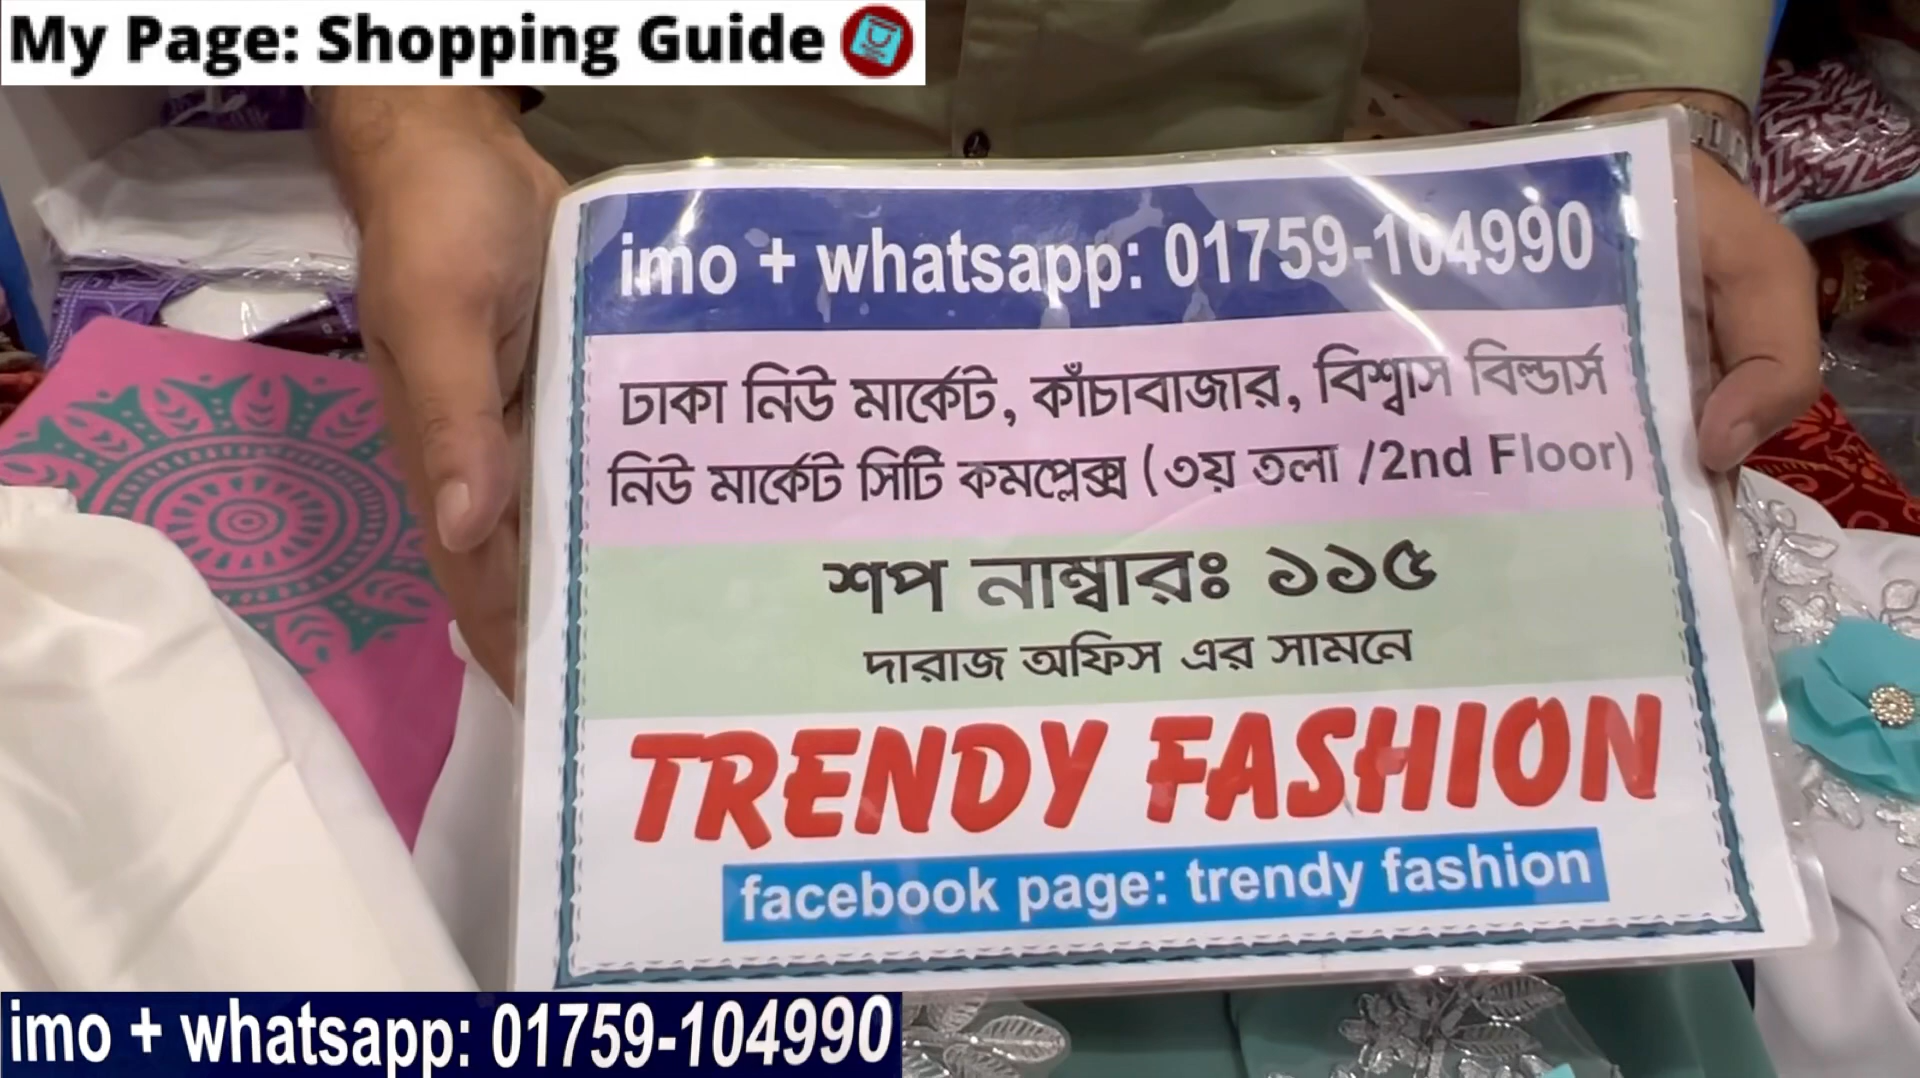 My Page: Shopping Guide
imo + whatsapp: 01759-104990
ঢাকা নিউ মার্কেট, কাঁচাবাজার, বিশ্বাস বিল্ডার্স
নিউ মার্কেট সিটি কমপ্লেক্স (৩য় তলা /2nd Floor)
শপ নাম্বারঃ ১১৫
দারাজ অফিস এর সামনে
TRENDY FASHION
facebook page: trendy fashion
imo + whatsapp: 01759-104990